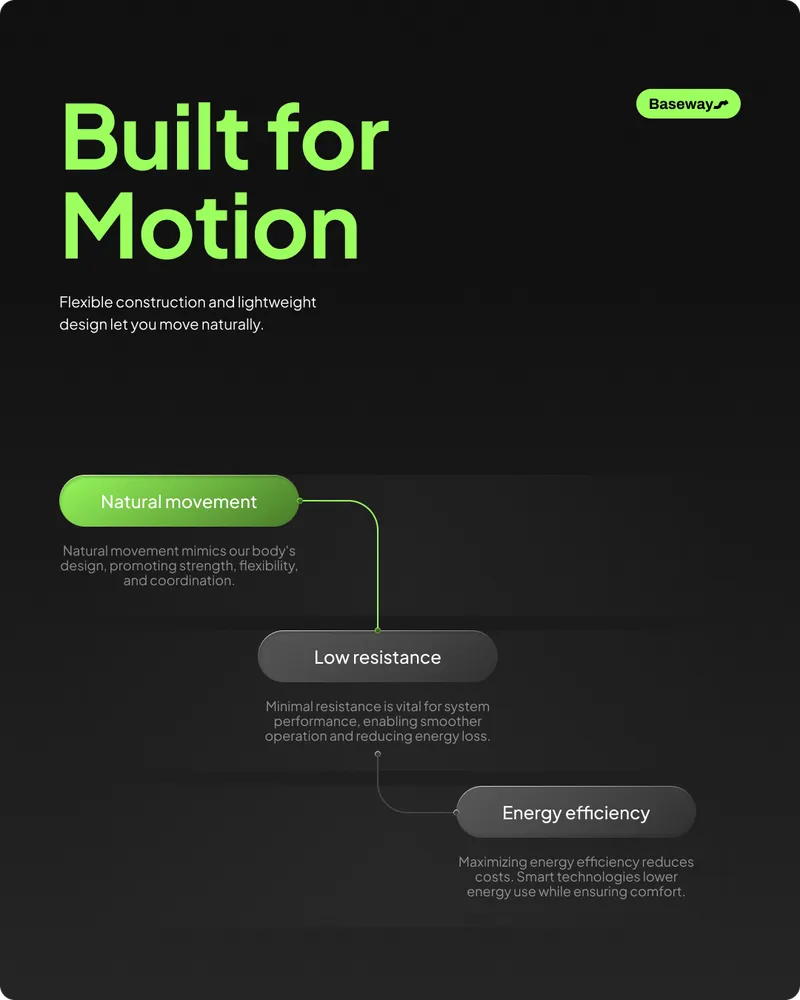 Built for
Motion
Baseway
Flexible construction and lightweight
design let you move naturally.
Natural movement
Natural movement mimics our body's
design, promoting strength, flexibility,
and coordination.
Low resistance
Minimal resistance is vital for system
performance, enabling smoother
operation and reducing energy loss.
Energy efficiency
Maximizing energy efficiency reduces
costs. Smart technologies lower
energy use while ensuring comfort.